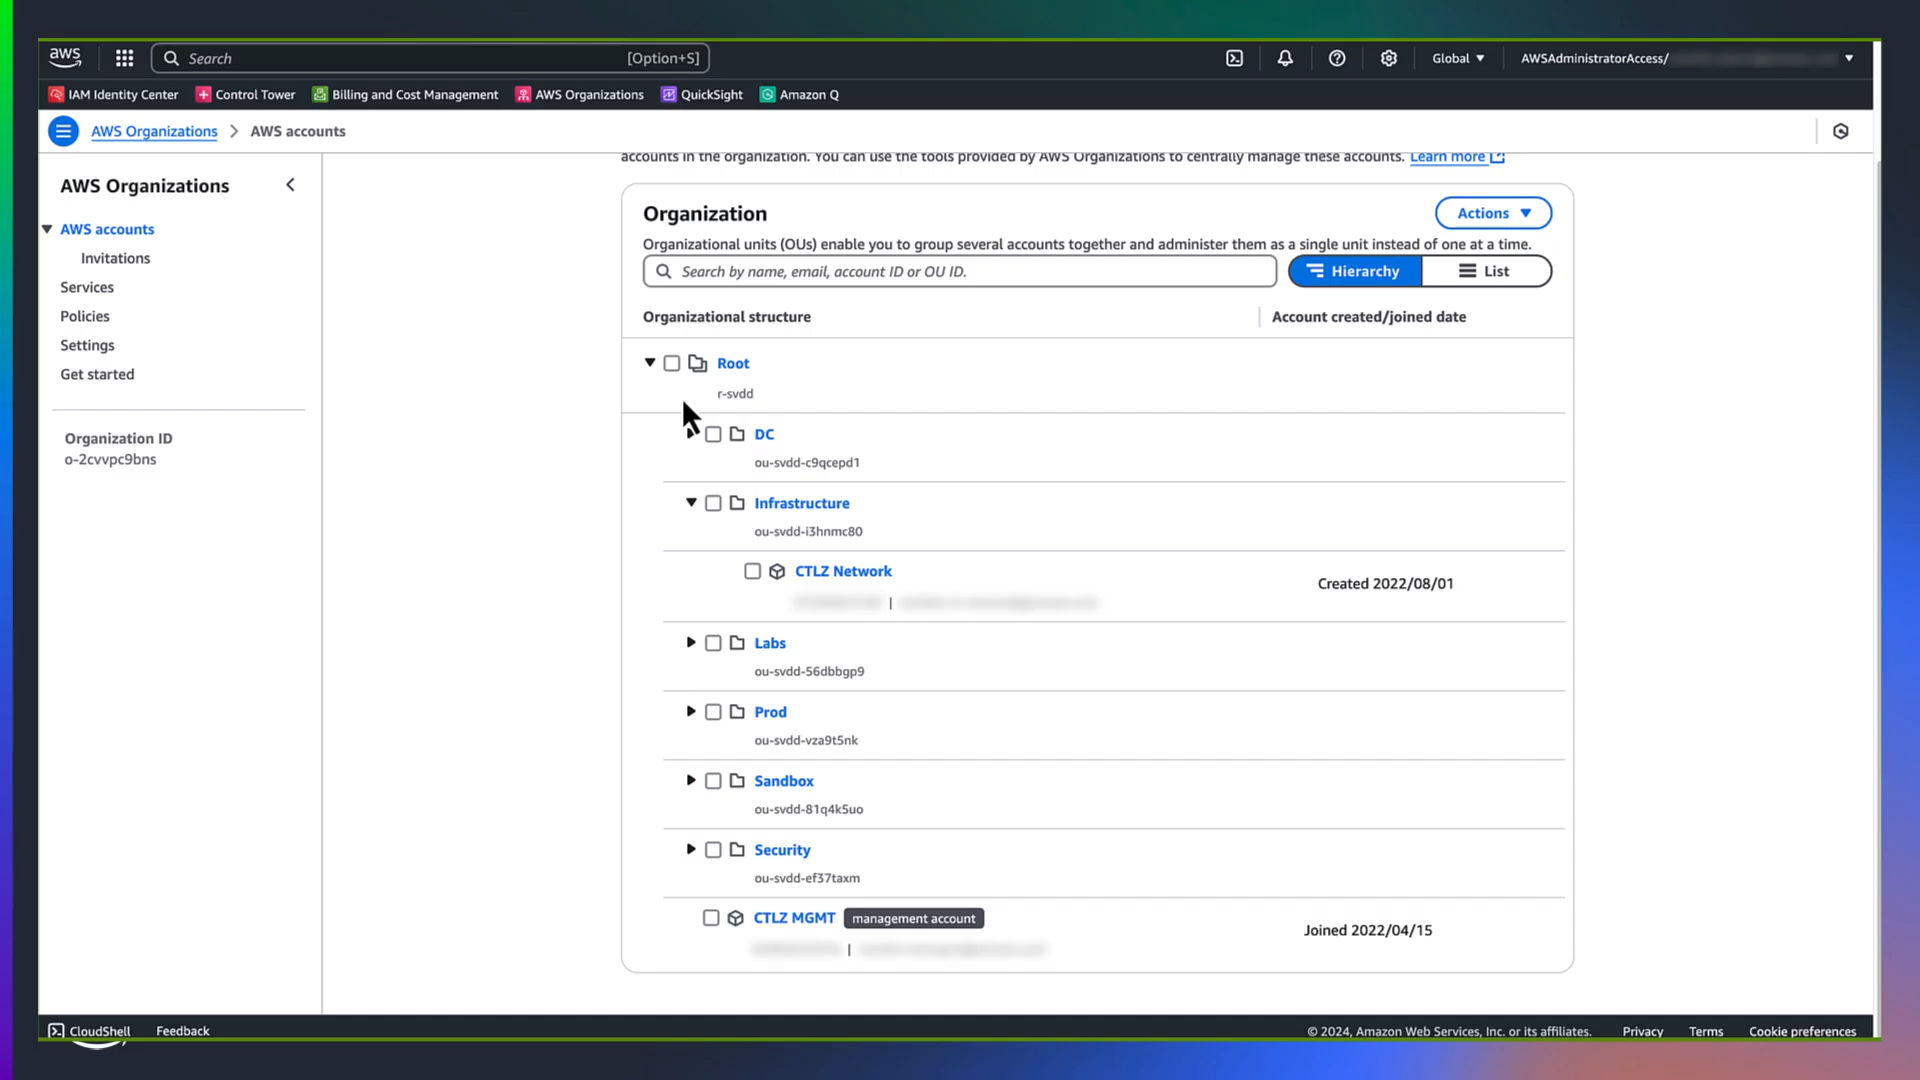 aws
Search
[Option+S]
Global
AWSAdministratorAccess/
IAM Identity Center
Control Tower
Billing and Cost Management
AWS Organizations
QuickSight
Amazon Q
AWS Organizations
AWS accounts
accounts in the organization. You can use the tools provided by AWS Organizations to centrally manage these accounts. Learn more
AWS Organizations
AWS accounts
Invitations
Services
Policies
Settings
Get started
Organization ID
o-2cvvpc9bns
Organization
Actions
Organizational units (OUs) enable you to group several accounts together and administer them as a single unit instead of one at a time.
Search by name, email, account ID or OU ID.
Hierarchy
List
Organizational structure
Account created/joined date
Root
r-svdd
DC
ou-svdd-c9qcepd1
Infrastructure
ou-svdd-i3hnmc80
CTLZ Network
Created 2022/08/01
|
Labs
ou-svdd-56dbbgp9
Prod
ou-svdd-vza9t5nk
Sandbox
ou-svdd-81q4k5uo
Security
ou-svdd-ef37taxm
CTLZ MGMT
management account
Joined 2022/04/15
|
CloudShell
Feedback
© 2024, Amazon Web Services, Inc. or its affiliates.
Privacy
Terms
Cookie preferences